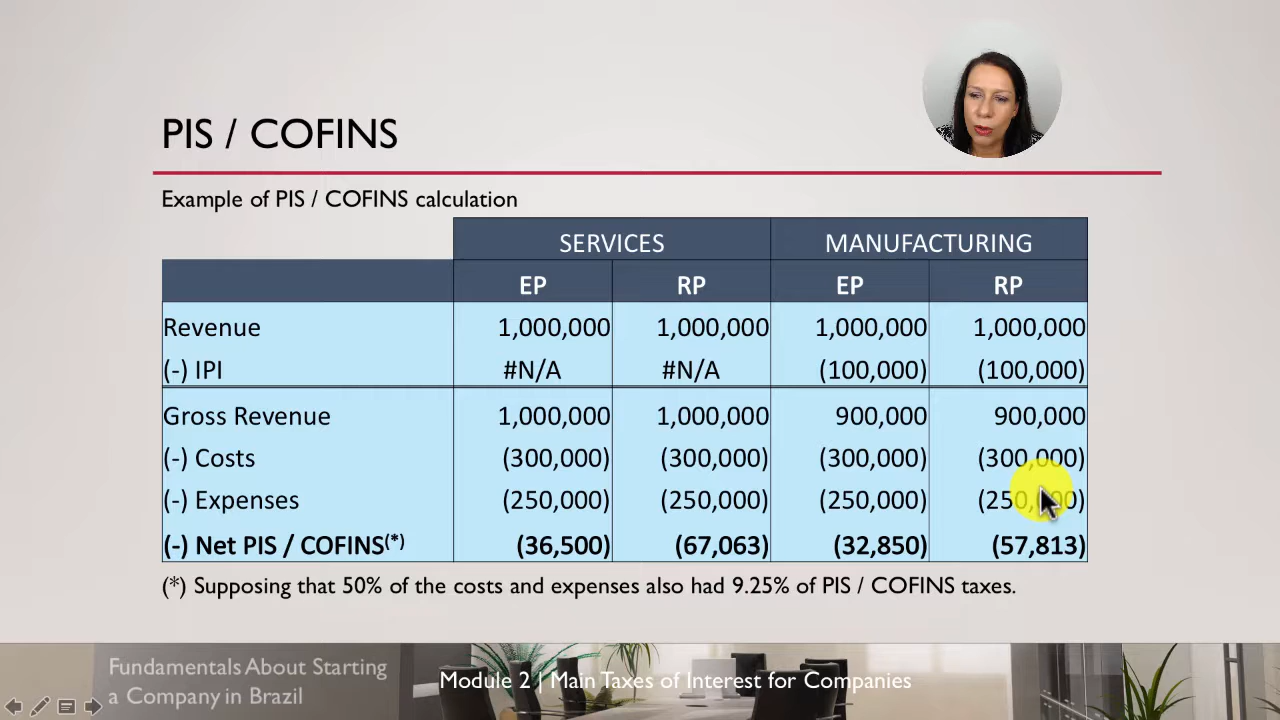 PIS / COFINS
Example of PIS / COFINS calculation
SERVICES MANUFACTURING
EP RP EP RP
Revenue 1,000,000 1,000,000 1,000,000 1,000,000
(-) IPI #N/A #N/A (100,000) (100,000)
Gross Revenue 1,000,000 1,000,000 900,000 900,000
(-) Costs (300,000) (300,000) (300,000) (300,000)
(-) Expenses (250,000) (250,000) (250,000)
(-) Net PIS / COFINS(*) (36,500) (67,063) (32,850) (57,813)
(*) Supposing that 50% of the costs and expenses also had 9.25% of PIS / COFINS taxes.
Fundamentals About Starting
a Company in Brazil
Module 2 | Main Taxes of Interest for Companies